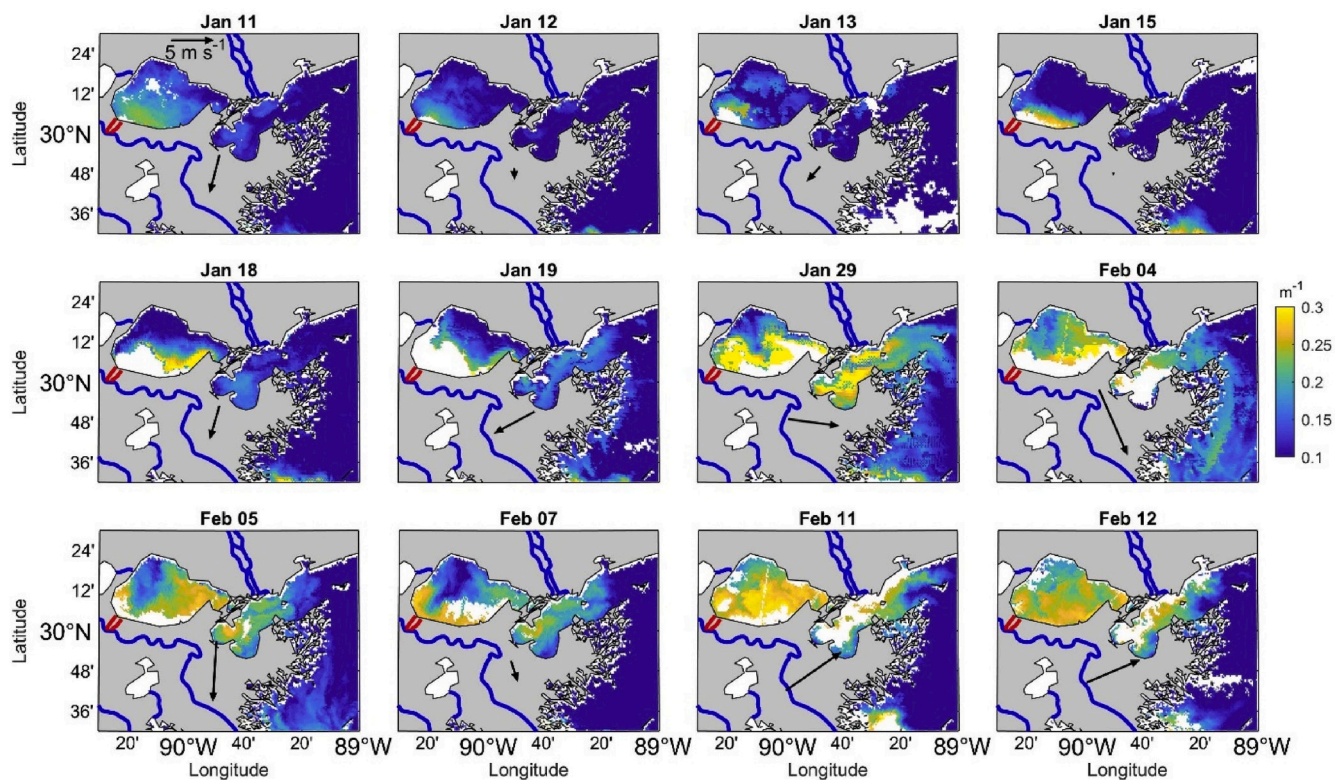 Jan 11 Jan 12 Jan 13 Jan 15
5 m s⁻¹
Latitude
24'
12'
30°N
48'
36'
Jan 18 Jan 19 Jan 29 Feb 04
Latitude
24'
12'
30°N
48'
36'
m⁻¹
0.3
0.25
0.2
0.15
0.1
Feb 05 Feb 07 Feb 11 Feb 12
Latitude
24'
12'
30°N
48'
36'
20' 90°W 40' 20' 20' 90°W 40' 20' 20' 90°W 40' 20' 20' 90°W 40' 20' 89°W
Longitude Longitude Longitude Longitude